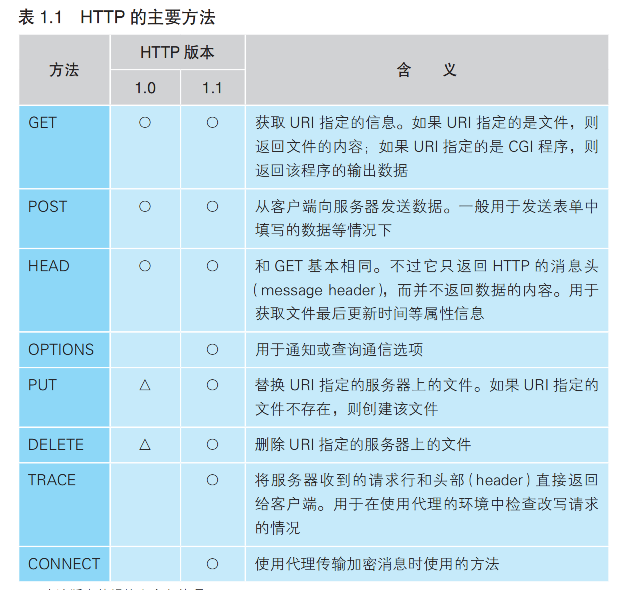 表 1.1 HTTP 的主要方法
方法
HTTP 版本
含 义
1.0
1.1
GET
○ ○
获取 URI 指定的信息。如果 URI 指定的是文件，则
返回文件的内容；如果 URI 指定的是 CGI 程序，则
返回该程序的输出数据
POST
○ ○
从客户端向服务器发送数据。一般用于发送表单中
填写的数据等情况下
HEAD
○ ○
和 GET 基本相同。不过它只返回 HTTP 的消息头
(message header)，而并不返回数据的内容。用于
获取文件最后更新时间等属性信息
OPTIONS
○
用于通知或查询通信选项
PUT
△ ○
替换 URI 指定的服务器上的文件。如果 URI 指定的
文件不存在，则创建该文件
DELETE
△ ○
删除 URI 指定的服务器上的文件
TRACE
○
将服务器收到的请求行和头部(header)直接返回
给客户端。用于在使用代理的环境中检查改写请求
的情况
CONNECT
○
使用代理传输加密消息时使用的方法